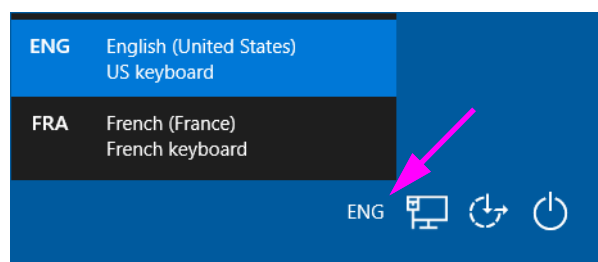 ENG English (United States)
US keyboard
FRA French (France)
French keyboard
ENG